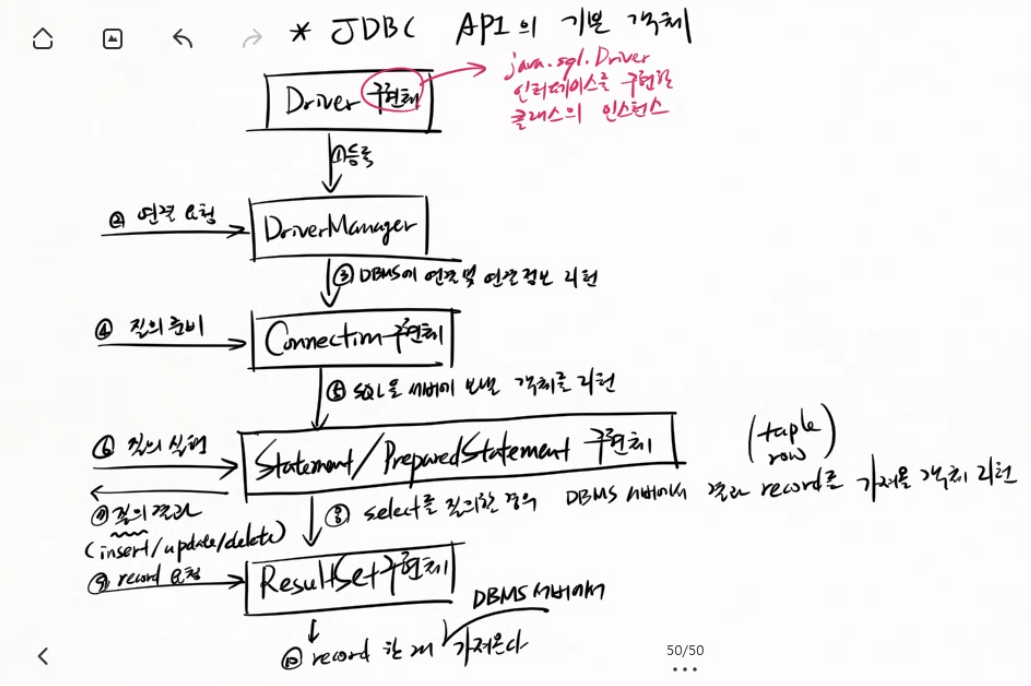 * JDBC API의 기본 객체
Driver 구현체
java.sql.Driver
인터페이스를 구현한
클래스의 인스턴스
① 등록
② 연결 요청
DriverManager
③ DBMS에 연결 및 연결정보 리턴
④ 질의 준비
Connection 구현체
⑤ SQL을 서버에 보낼 객체를 리턴
⑥ 질의 실행
Statement/PreparedStatement 구현체
(tuple
row)
⑦ 질의 결과
(insert/update/delete)
⑧ select를 질의한 경우 DBMS 서버에서 결과 record를 가져올 객체 리턴
⑨ record 요청
ResultSet 구현체
DBMS 서버에서
⑩ record 한 개 가져온다
50/50